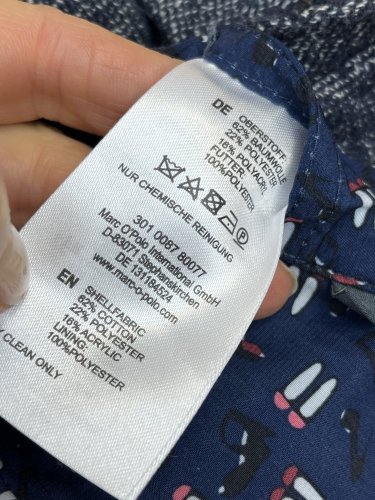 DE OBERSTOFF:
62% BAUMWOLLE
22% POLYESTER
16% POLYACRYL
FUTTER:
100%POLYESTER
P
NUR CHEMISCHE REINIGUNG
301 0067 80077
Marc O'Polo International GmbH
D-83071 Stephanskirchen
DE 131184524
www.marc-o-polo.com
EN SHELLFABRIC:
62% COTTON
22% POLYESTER
16% ACRYLIC
LINING:
100%POLYESTER
Y CLEAN ONLY